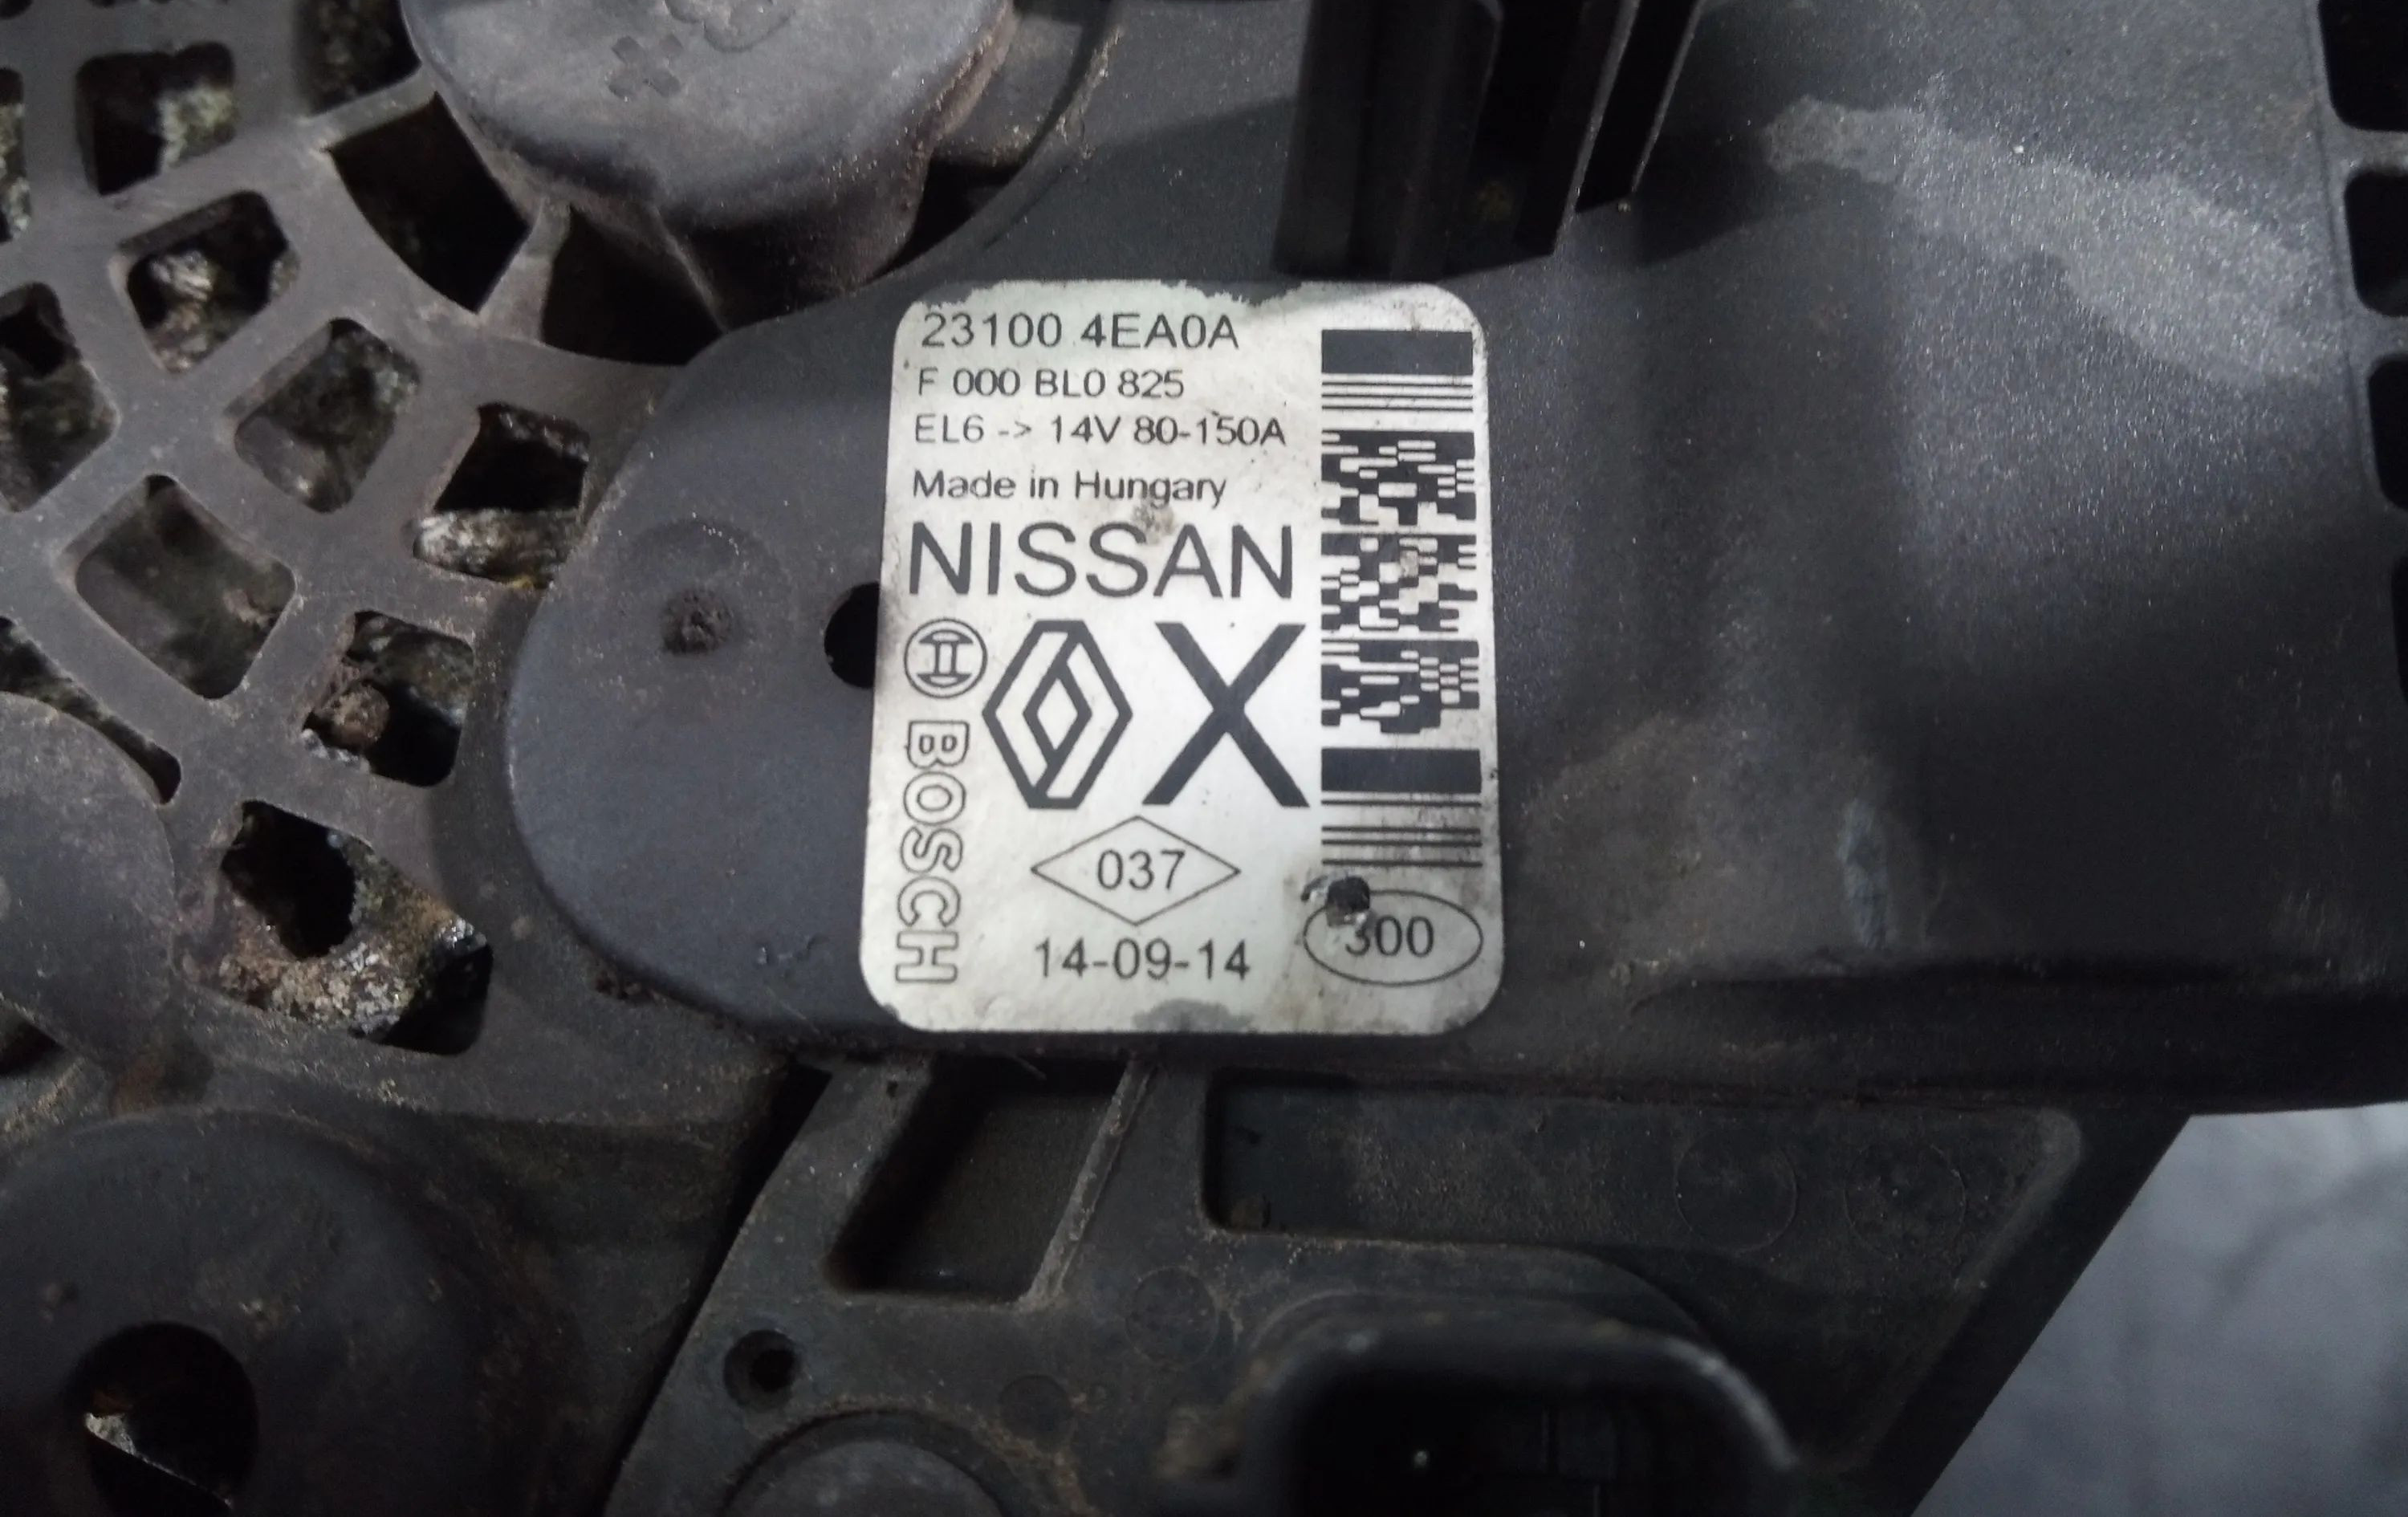 23100 4EA0A
F 000 BL0 825
EL6 -> 14V 80-150A
Made in Hungary
NISSAN
BOSCH
X
037
14-09-14
300